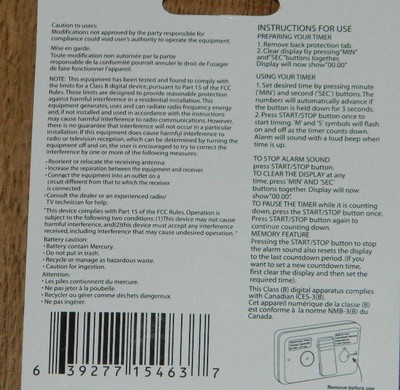 Caution to users:
Modifications not approved by the party responsible for
compliance could void user's authority to operate the equipment.
Mise en garde:
Toute modification non autorisée par la partie
responsable de la conformité pourrait annuler le droit de l'usager
de faire fonctionner l'appareil.
NOTE: This equipment has been tested and found to comply
with the limits for a Class B digital device, pursuant to Part 15 of the FCC
Rules. These limits are designed to provide reasonable protection
against harmful interference in a residential installation. This
equipment generates, uses and can radiate radio frequency energy
and, if not installed and used in accordance with the instructions
may cause harmful interference to radio communications. However,
there is no guarantee that interference will not occur in a particular
installation. If this equipment does cause harmful interference to
radio or television reception, which can be determined by turning the
equipment off and on, the user is encouraged to try to correct the
interference by one or more of the following measures:
• Reorient or relocate the receiving antenna.
• Increase the separation between the equipment and receiver.
• Connect the equipment into an outlet on a
circuit different from that to which the receiver
is connected.
• Consult the dealer or an experienced radio/
TV technician for help.
"This device complies with Part 15 of the FCC Rules. Operation is
subject to the following two conditions :(1)This device may not cause
harmful interference, and(2)this device must accept any interference
received, including interference that may cause undesired operation."
Battery caution:
• Battery contain Mercury.
• Do not put in trash.
• Recycle or manage as hazardous waste.
• Caution for ingestion.
Attention:
• Les piles contiennent du mercure.
• Ne pas jeter à la poubelle.
• Recyclez ou gérer comme déchets dangereux.
• Ne pas ingérer.
6 39277 15463 7
INSTRUCTIONS FOR USE
PREPARING YOUR TIMER
1. Remove back protection tab.
2. Clear display by pressing"MIN"
and"SEC"buttons together.
Display will now show"00.00"
USING YOUR TIMER
1. Set desired time by pressing minute
('MIN') and second ('SEC') buttons. The
numbers will automatically advance if
the button is held down for 3 seconds.
2. Press START/STOP button once to
start timing. 'M' and 'S' symbols will flash
on and off as the timer counts down.
Alarm will sound with a loud beep when
time is up.
TO STOP ALARM SOUND
press START/STOP button.
TO CLEAR THE DISPLAY at any
time, press 'MIN' AND 'SEC'
buttons together. Display will now
show"00.00"
TO PAUSE THE TIMER while it is counting
down, press the START/STOP button once.
Press START/STOP button again to
continue counting down.
MEMORY FEATURE
Pressing the START/STOP button to stop
the alarm sound also resets the display
to the last countdown period. (If you
want to set a new countdown time,
first clear the display and then set the
required time).
This Class (B) digital apparatus complies
with Canadian ICES-3(B).
Cet appareil numérique de la classe (B)
est conforme à la norme NMB-3(B) du
Canada.
Remove before use